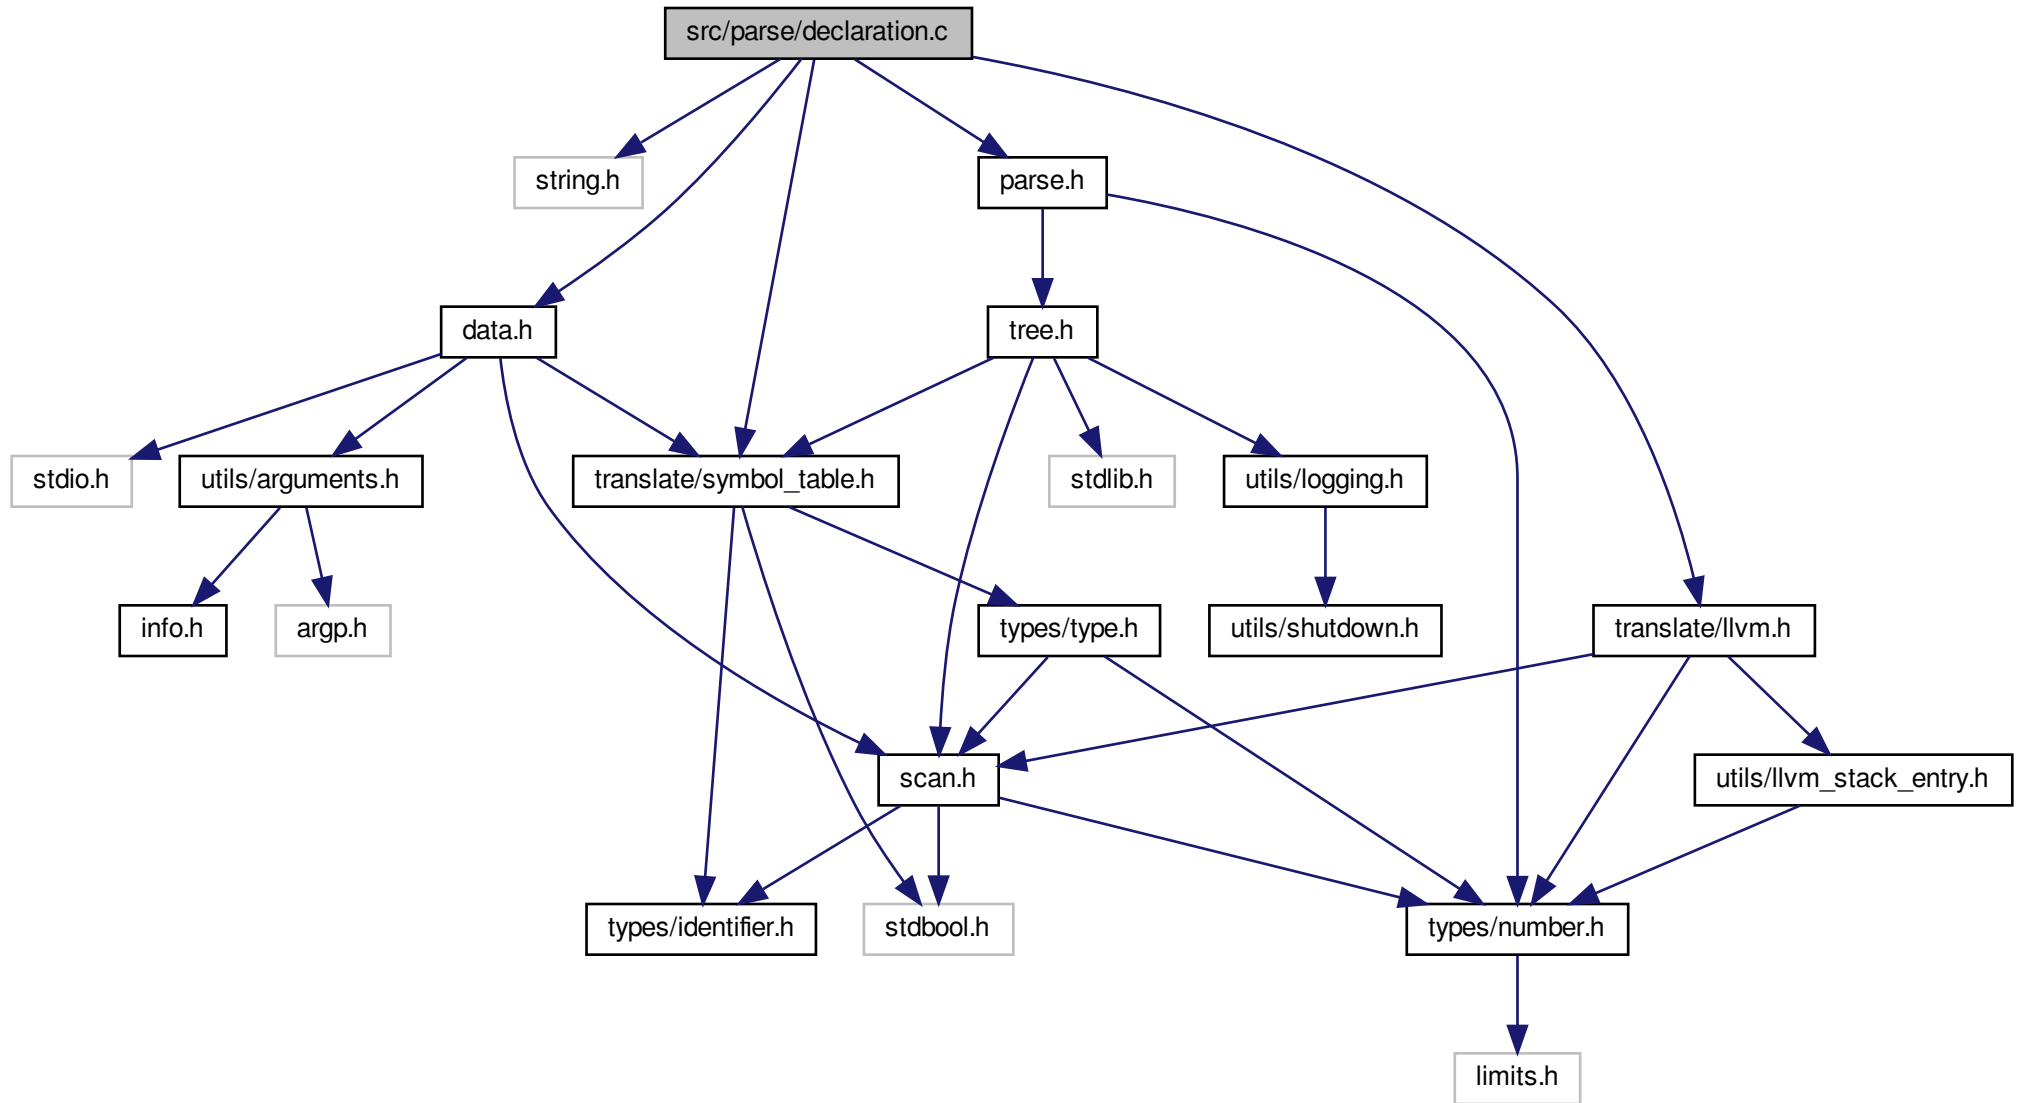 src/parse/declaration.c
string.h
parse.h
data.h
tree.h
stdio.h
utils/arguments.h
translate/symbol_table.h
stdlib.h
utils/logging.h
info.h
argp.h
types/type.h
utils/shutdown.h
translate/llvm.h
scan.h
utils/llvm_stack_entry.h
types/identifier.h
stdbool.h
types/number.h
limits.h